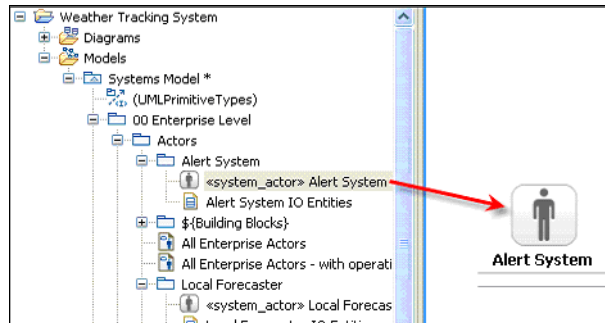 Weather Tracking System
Diagrams
Models
Systems Model *
(UMLPrimitiveTypes)
00 Enterprise Level
Actors
Alert System
«system_actor» Alert System
Alert System IO Entities
${Building Blocks}
All Enterprise Actors
All Enterprise Actors - with operati
Local Forecaster
«system_actor» Local Forecas
Alert System